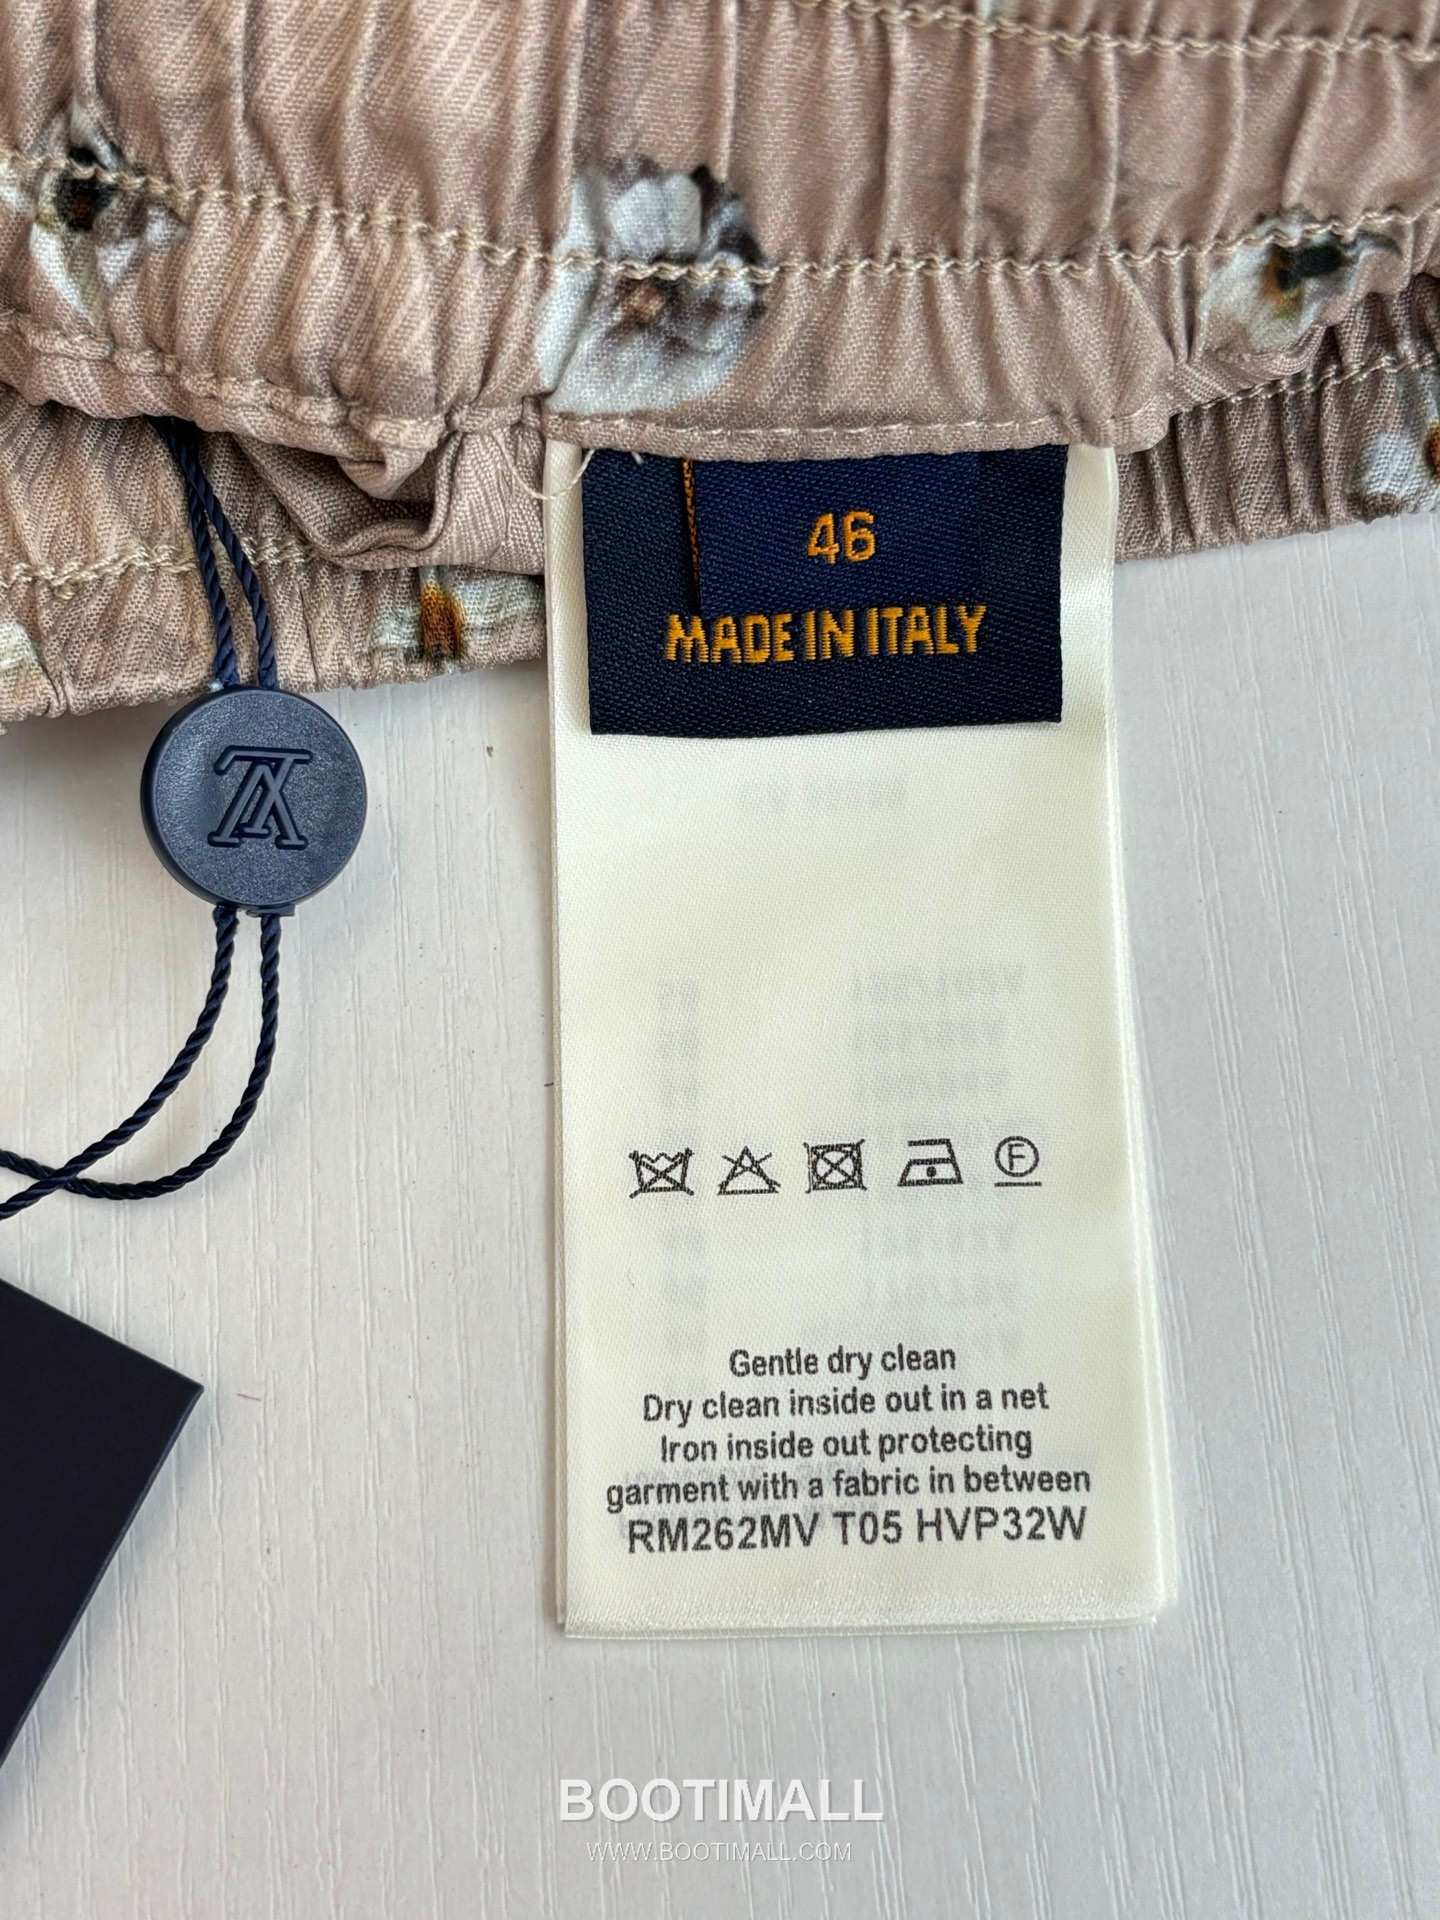 46
MADE IN ITALY
F
Gentle dry clean
Dry clean inside out in a net
Iron inside out protecting
garment with a fabric in between
RM262MV T05 HVP32W
BOOTIMALL
WWW.BOOTIMALL.COM